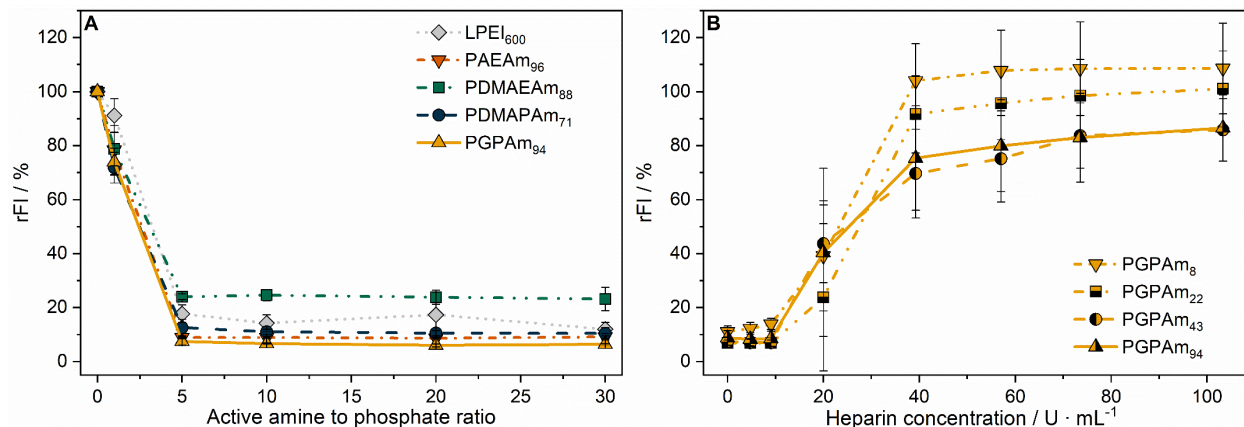 A
LPEI600
PAEAm96
PDMAEAm88
PDMAPAm71
PGPAm94
120
100
80
60
40
20
0
rFI / %
0 5 10 15 20 25 30
Active amine to phosphate ratio
B
120
100
80
60
40
20
0
rFI / %
PGPAm8
PGPAm22
PGPAm43
PGPAm94
0 20 40 60 80 100
Heparin concentration / U · mL-1